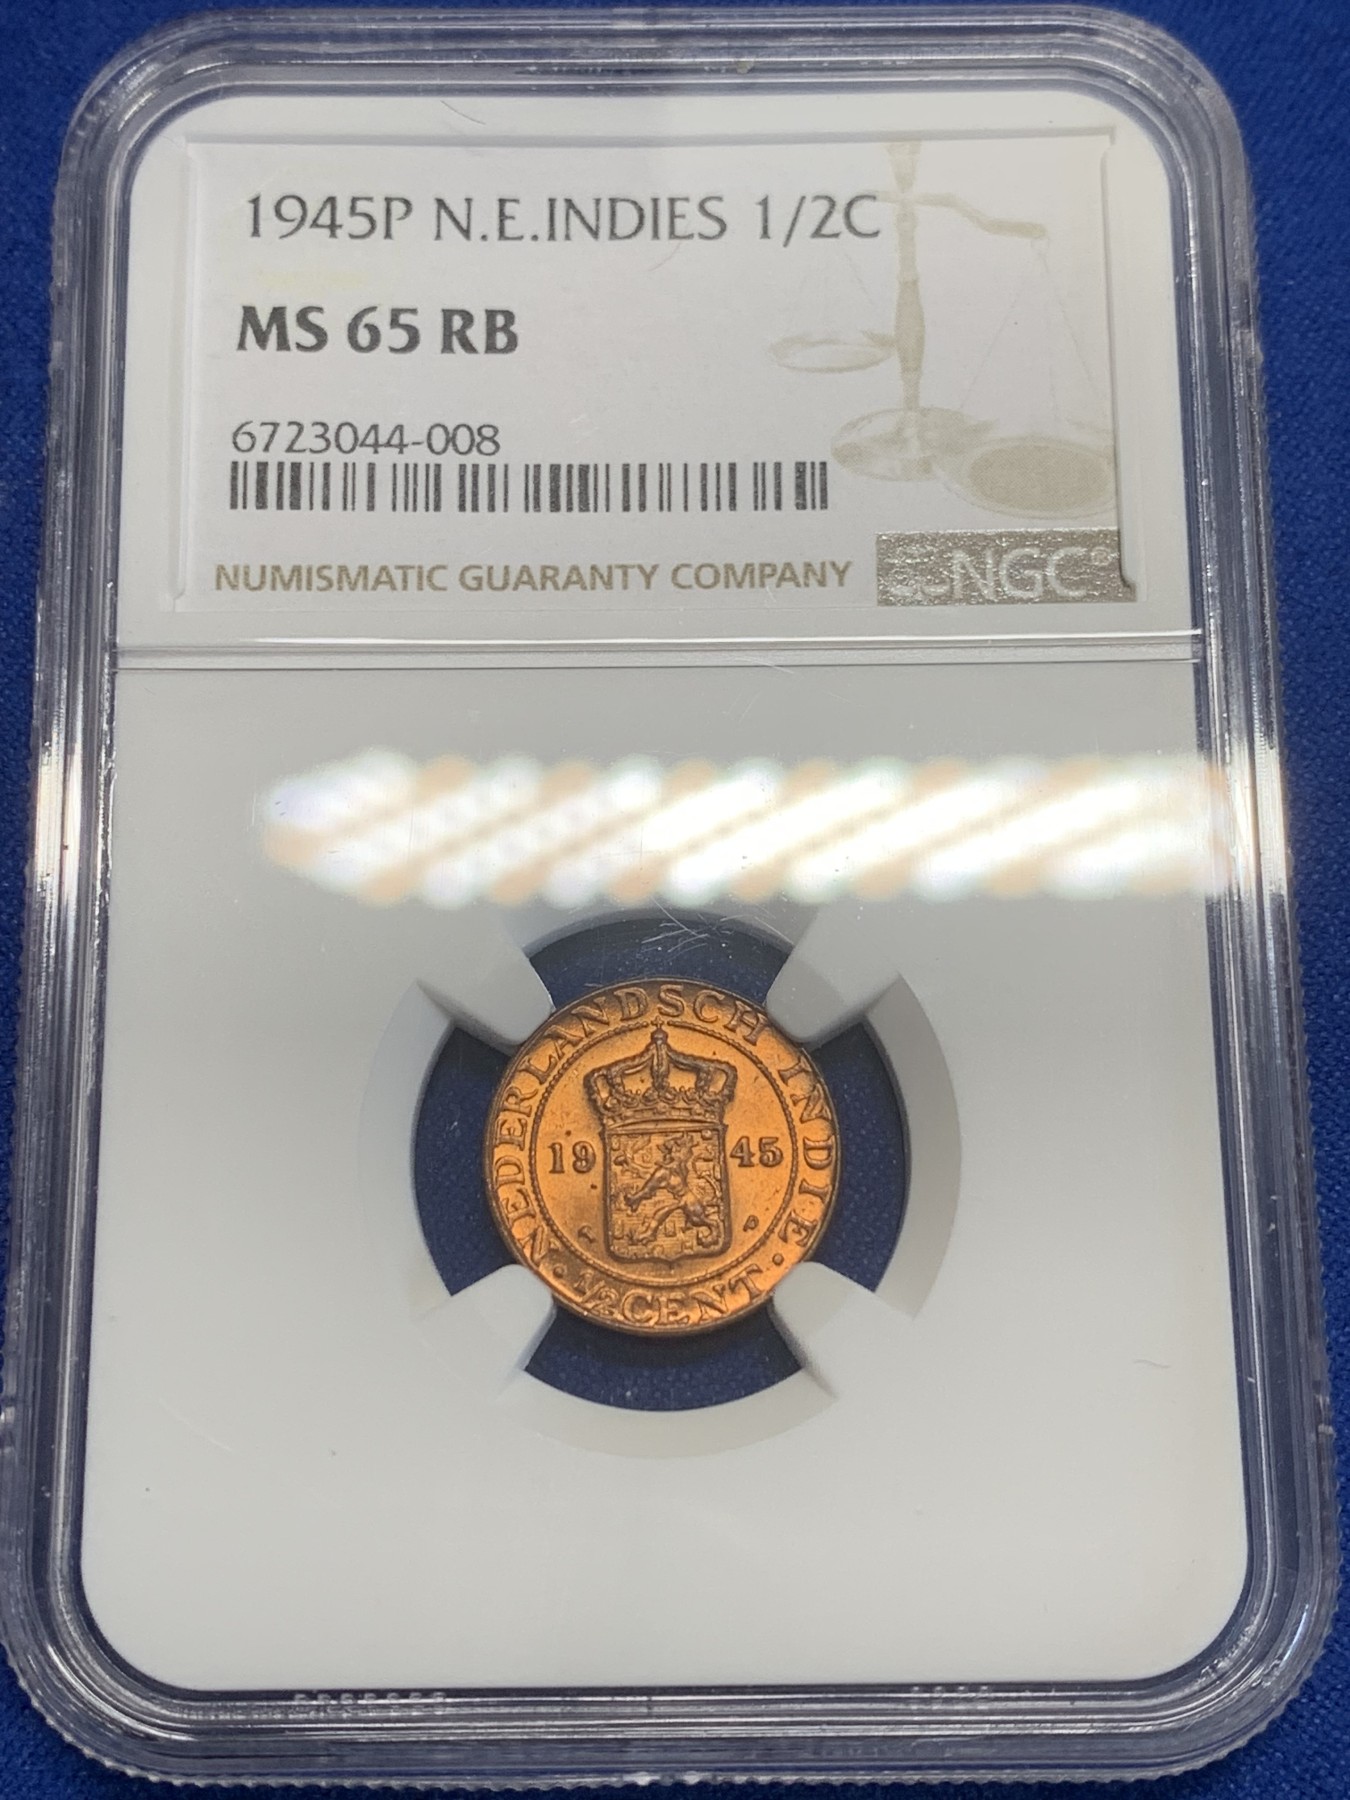 1945P N.E.INDIES 1/2C
MS 65 RB
6723044-008
NUMISMATIC GUARANTY COMPANY
NGC®
NEDERLANDSCH INDIE
19 45
P
1/2 CENT